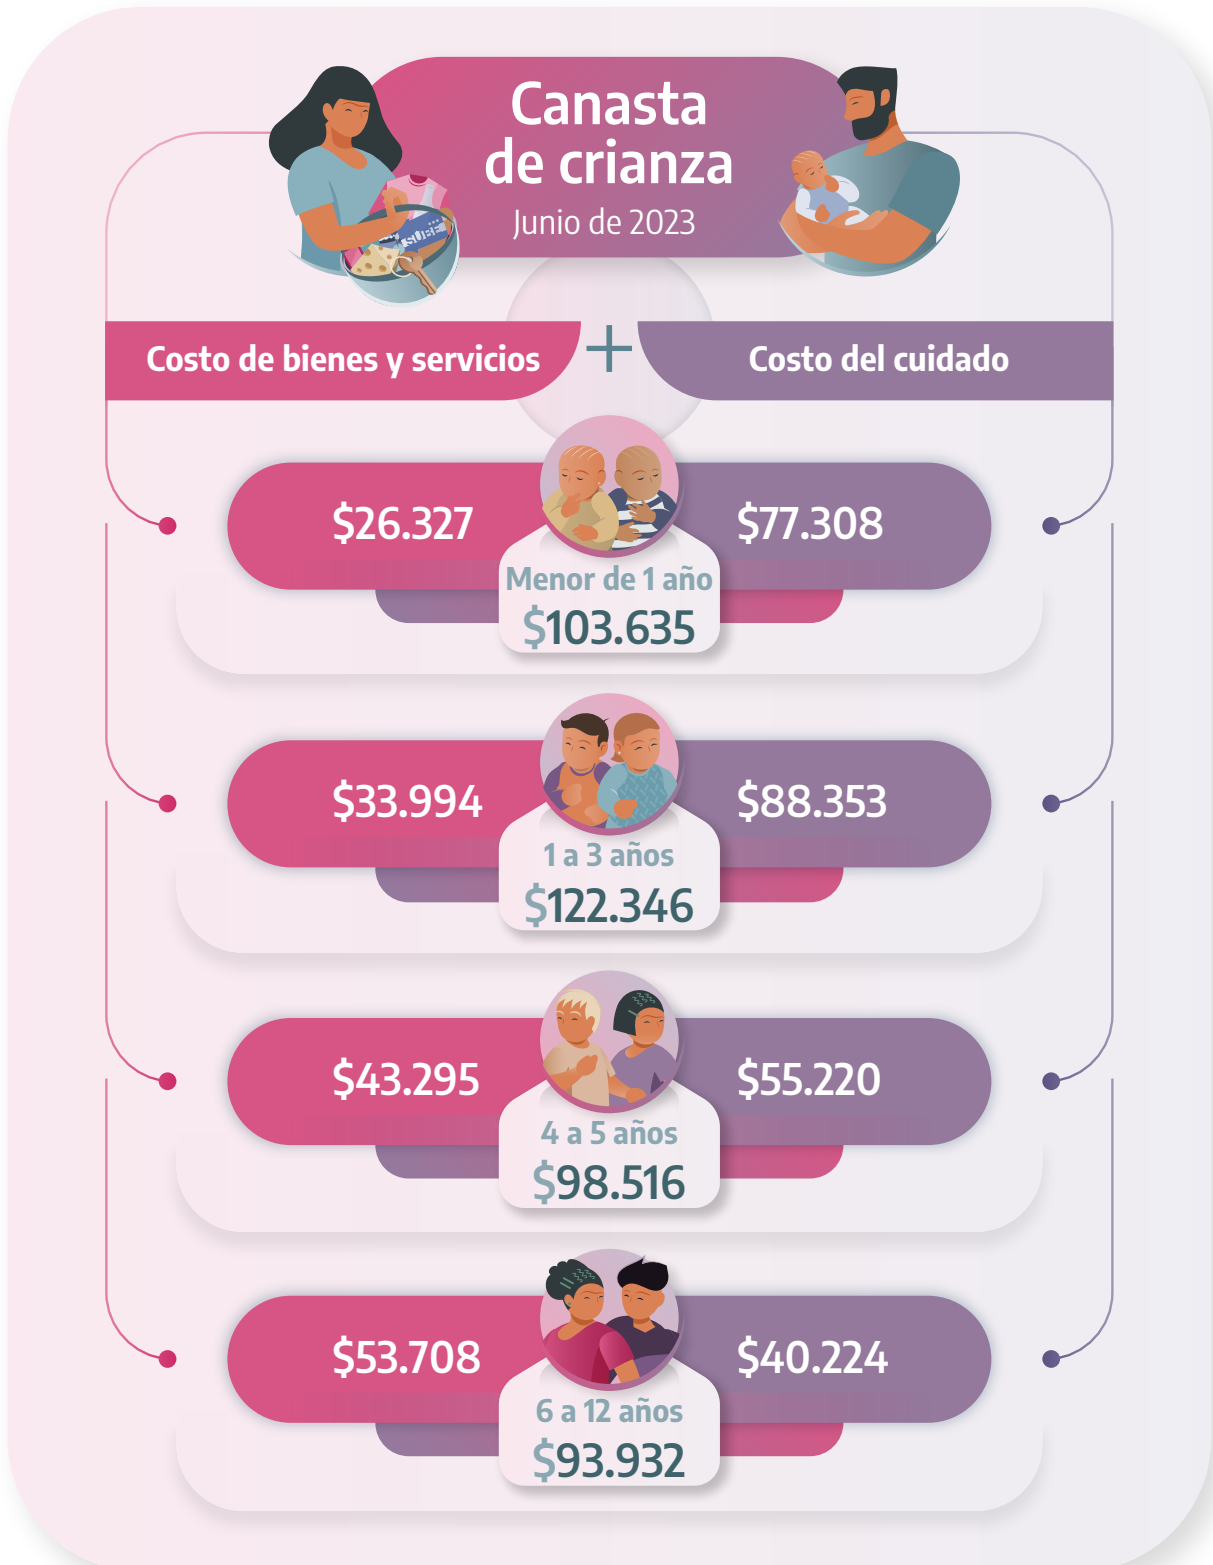 Canasta
de crianza
Junio de 2023
SUBE
Costo de bienes y servicios + Costo del cuidado
$26.327
$77.308
Menor de 1 año
$103.635
$33.994
$88.353
1 a 3 años
$122.346
$43.295
$55.220
4 a 5 años
$98.516
$53.708
$40.224
6 a 12 años
$93.932